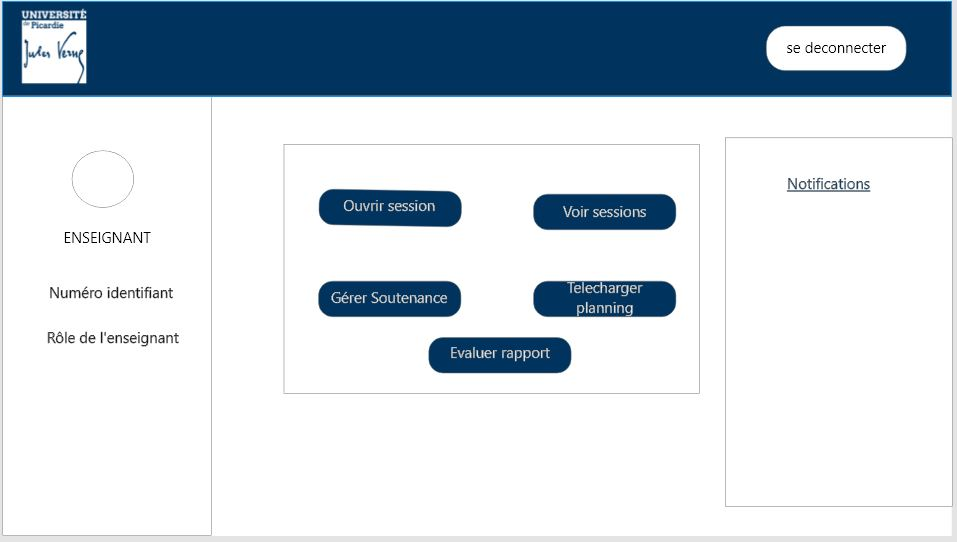 UNIVERSITÉ
de Picardie
Jules Verne
se deconnecter
ENSEIGNANT
Numéro identifiant
Rôle de l'enseignant
Ouvrir session
Voir sessions
Gérer Soutenance
Telecharger
planning
Evaluer rapport
Notifications